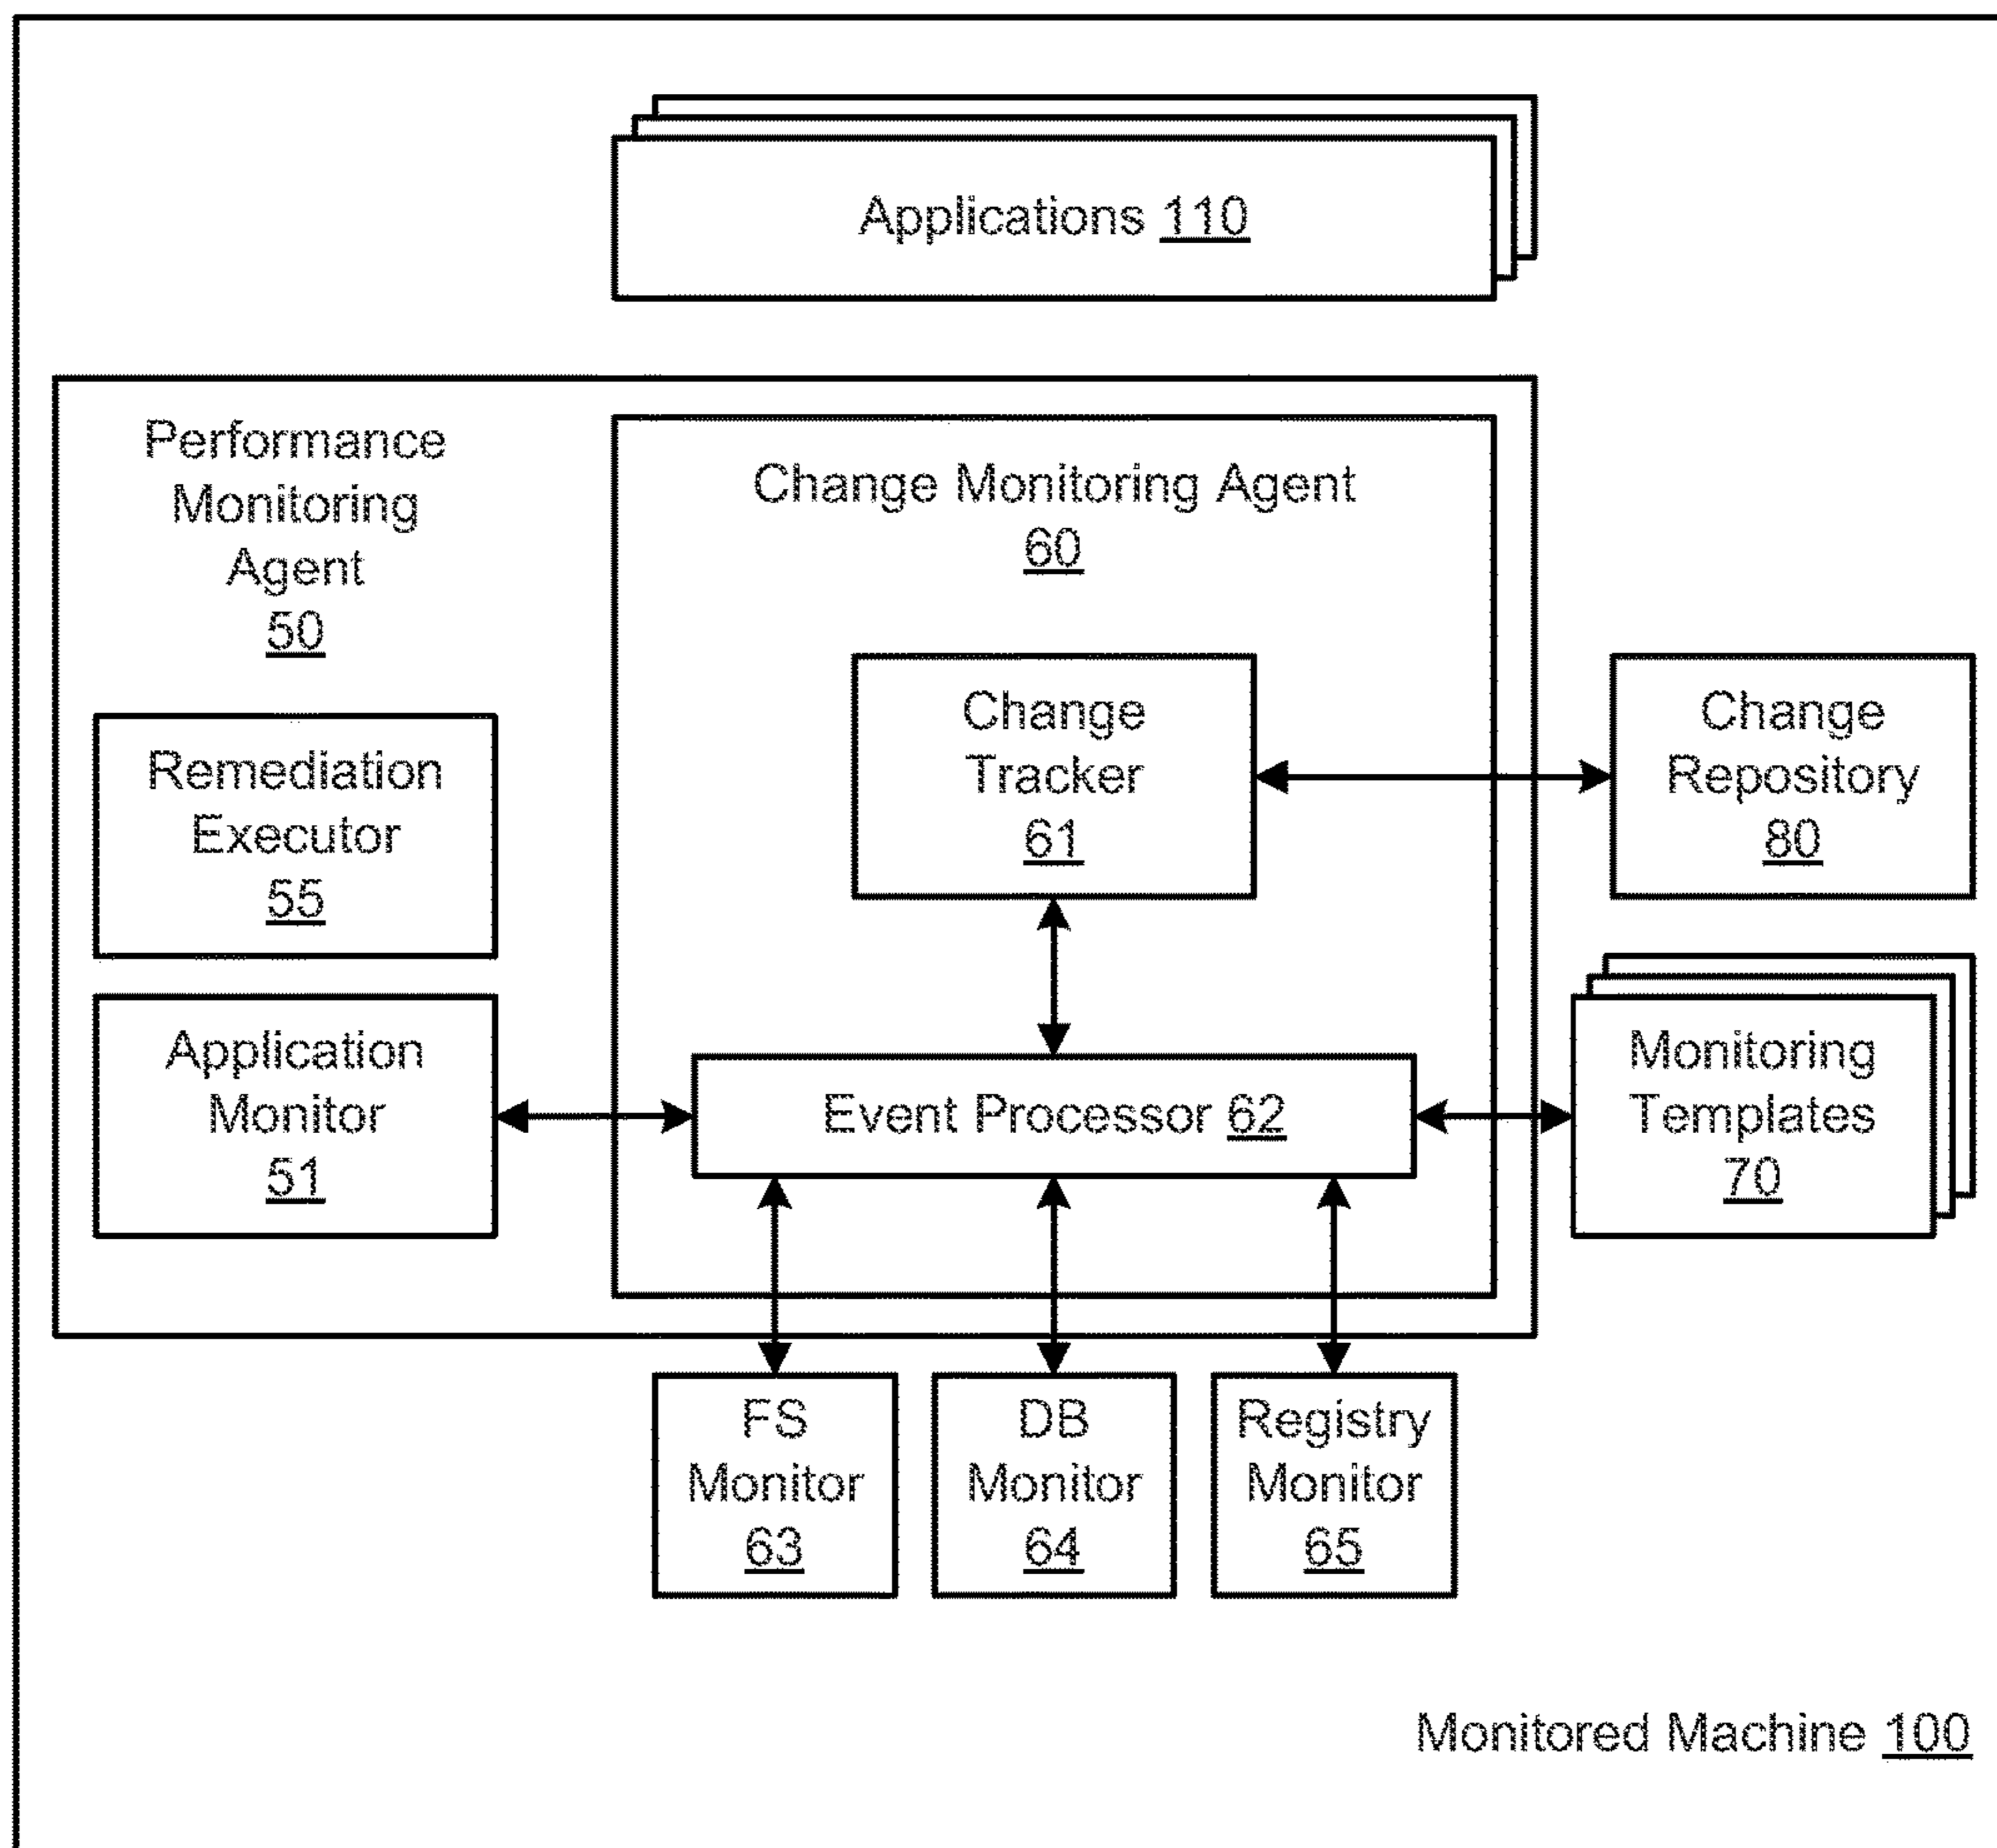 Applications 110
Performance
Monitoring
Agent
50
Change Monitoring Agent
60
Change
Tracker
61
Change
Repository
80
Remediation
Executor
55
Application
Monitor
51
Event Processor 62
Monitoring
Templates
70
FS
Monitor
63
DB
Monitor
64
Registry
Monitor
65
Monitored Machine 100